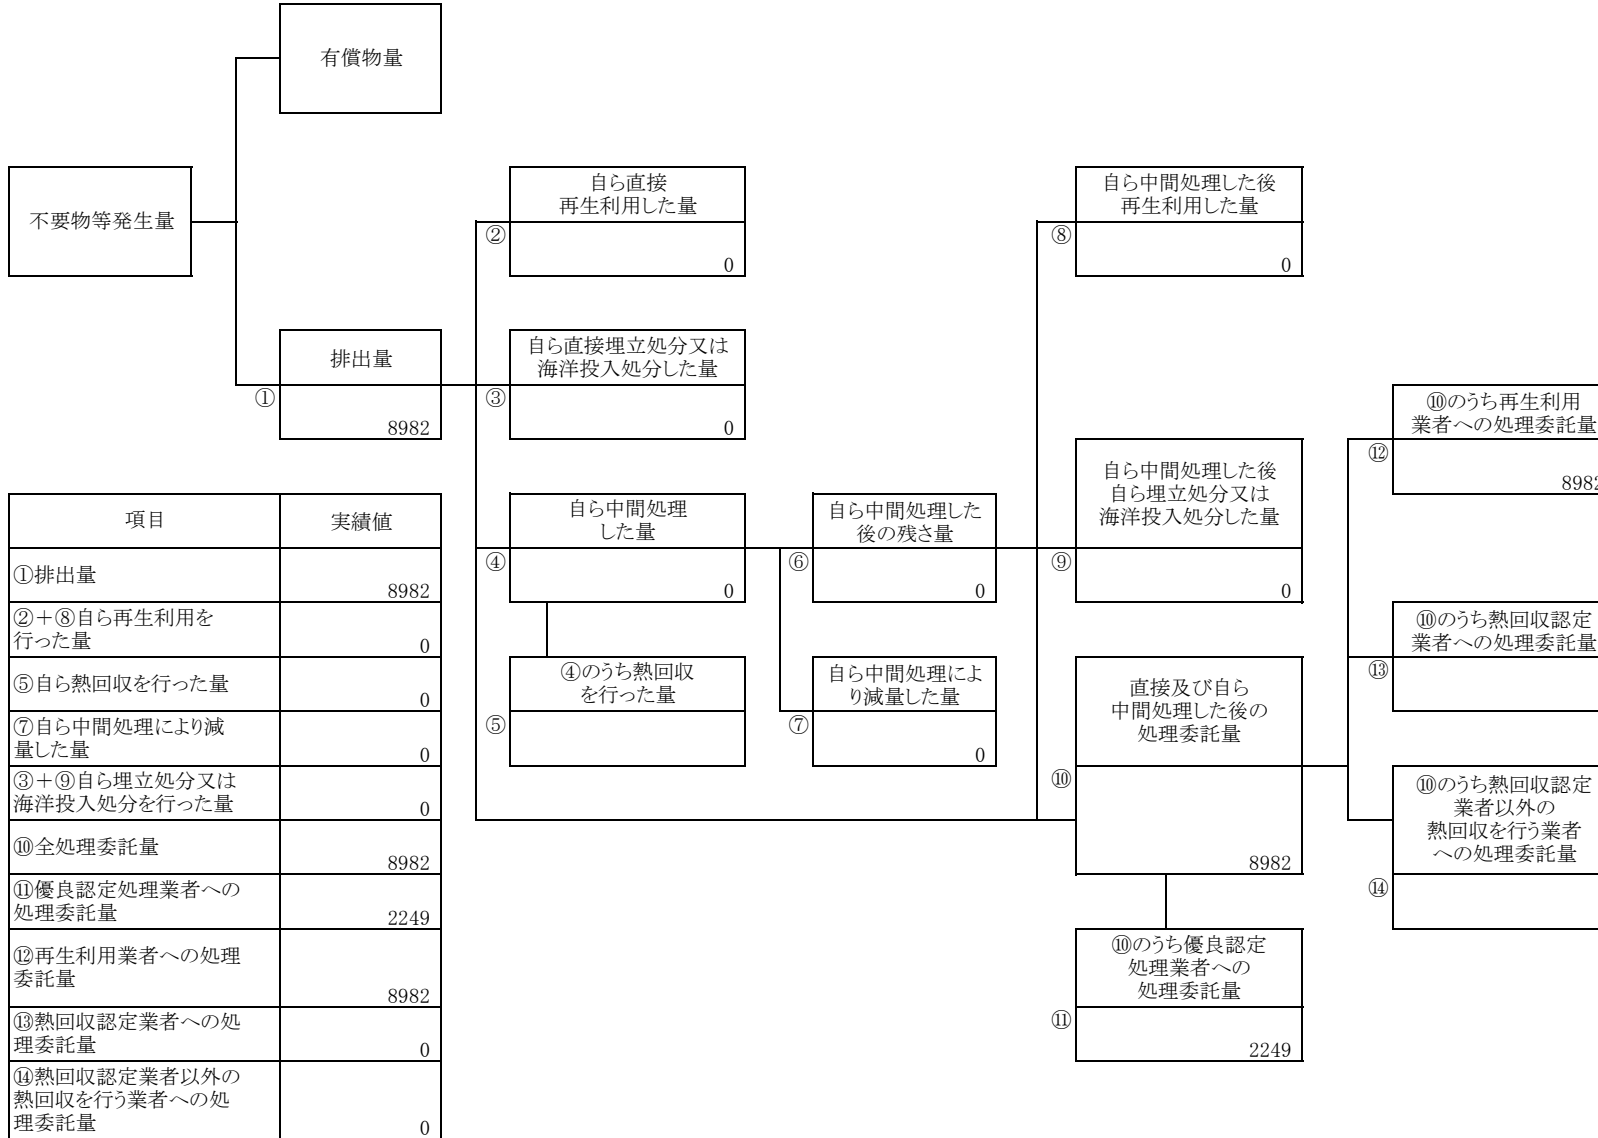 有償物量
不要物等発生量
自ら直接
再生利用した量
②
0
自ら中間処理した後
再生利用した量
⑧
0
排出量
①
8982
自ら直接埋立処分又は
海洋投入処分した量
③
0
⑩のうち再生利用
業者への処理委託量
⑫
8982
自ら中間処理
した量
④
0
自ら中間処理した
後の残さ量
⑥
0
自ら中間処理した後
自ら埋立処分又は
海洋投入処分した量
⑨
0
④のうち熱回収
を行った量
⑤
自ら中間処理によ
り減量した量
⑦
0
直接及び自ら
中間処理した後の
処理委託量
⑩
8982
⑩のうち熱回収認定
業者への処理委託量
⑬
⑩のうち熱回収認定
業者以外の
熱回収を行う業者
への処理委託量
⑭
⑩のうち優良認定
処理業者への
処理委託量
⑪
2249
項目 実績値
①排出量 8982
②+⑧自ら再生利用を
行った量 0
⑤自ら熱回収を行った量 0
⑦自ら中間処理により減
量した量 0
③+⑨自ら埋立処分又は
海洋投入処分を行った量 0
⑩全処理委託量 8982
⑪優良認定処理業者への
処理委託量 2249
⑫再生利用業者への処理
委託量 8982
⑬熱回収認定業者への処
理委託量 0
⑭熱回収認定業者以外の
熱回収を行う業者への処
理委託量 0